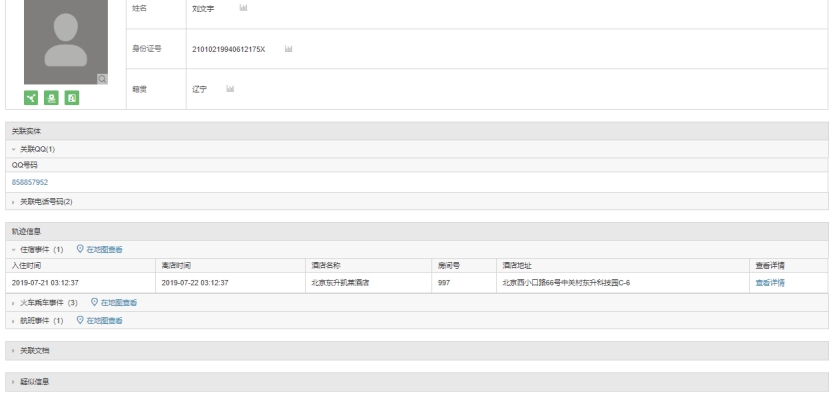 姓名 刘文宇
身份证号 21010219940612175X
籍贯 辽宁
关联实体
关联QQ(1)
QQ号码
858857952
关联电话号码(2)
轨迹信息
住宿事件 (1) 在地图查看
入住时间 离店时间 酒店名称 房间号 酒店地址 查看详情
2019-07-21 03:12:37 2019-07-22 03:12:37 北京东升凯莱酒店 997 北京西小口路66号中关村东升科技园C-6 查看详情
火车乘车事件 (3) 在地图查看
航班事件 (1) 在地图查看
关联文档
疑似信息